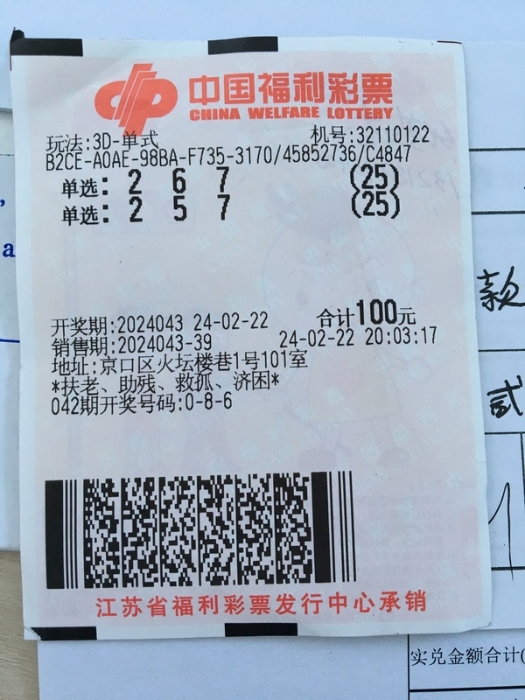 中国福利彩票
CHINA WELFARE LOTTERY
玩法:3D-单式 机号:32110122
B2CE-A0AE-98BA-F735-3170/45852736/C4847
单选: 2 6 7 (25)
单选: 2 5 7 (25)
开奖期:2024043 24-02-22 合计100元
销售期:2024043-39 24-02-22 20:03:17
地址:京口区火坛楼巷1号101室
*扶老、助残、救孤、济困*
042期开奖号码:0-8-6
江苏省福利彩票发行中心承销
a
款
贰
实兑金额合计(